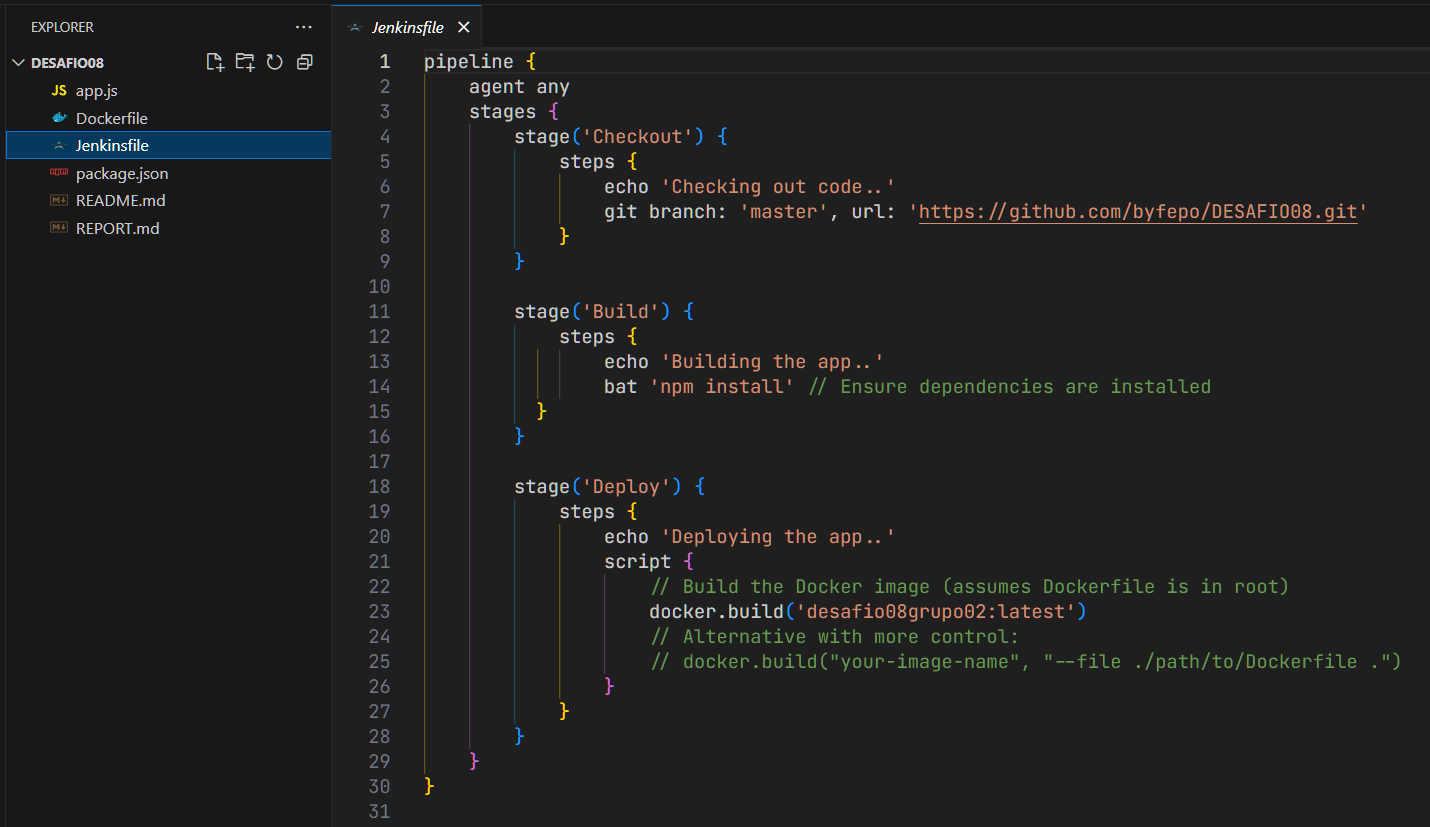 EXPLORER
DESAFIO08
JS app.js
Dockerfile
Jenkinsfile
package.json
README.md
REPORT.md
Jenkinsfile
1 pipeline {
2     agent any
3     stages {
4         stage('Checkout') {
5             steps {
6                 echo 'Checking out code..'
7                 git branch: 'master', url: 'https://github.com/byfepo/DESAFIO08.git'
8             }
9         }
10
11         stage('Build') {
12             steps {
13                 echo 'Building the app..'
14                 bat 'npm install' // Ensure dependencies are installed
15           }
16         }
17
18         stage('Deploy') {
19             steps {
20                 echo 'Deploying the app..'
21                 script {
22                     // Build the Docker image (assumes Dockerfile is in root)
23                     docker.build('desafio08grupo02:latest')
24                     // Alternative with more control:
25                     // docker.build("your-image-name", "--file ./path/to/Dockerfile .")
26                 }
27             }
28         }
29     }
30 }
31